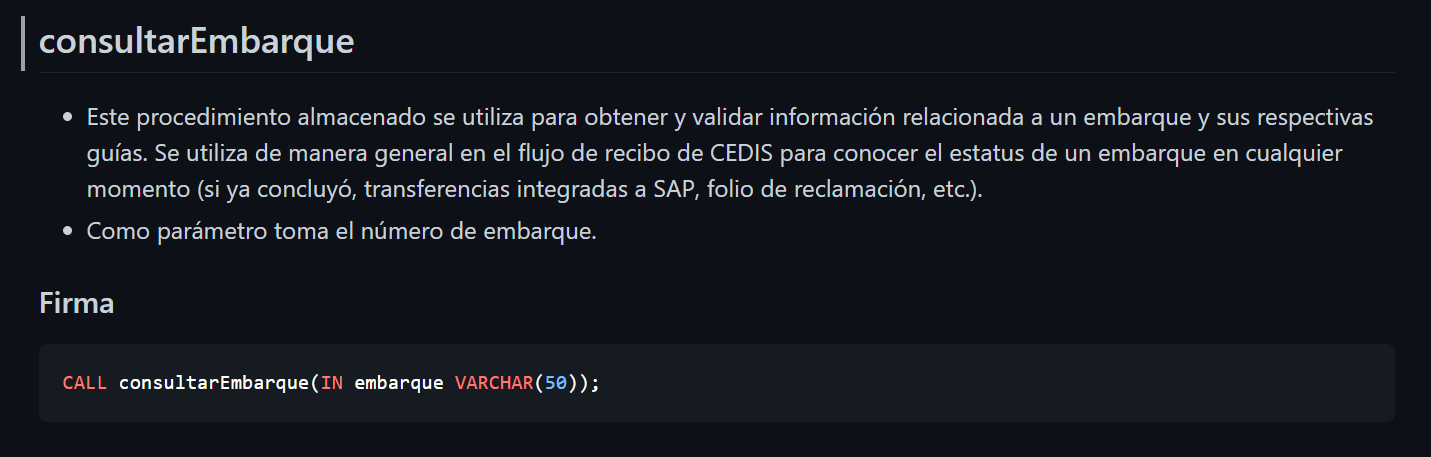 consultarEmbarque
Este procedimiento almacenado se utiliza para obtener y validar información relacionada a un embarque y sus respectivas
guías. Se utiliza de manera general en el flujo de recibo de CEDIS para conocer el estatus de un embarque en cualquier
momento (si ya concluyó, transferencias integradas a SAP, folio de reclamación, etc.).
Como parámetro toma el número de embarque.
Firma
CALL consultarEmbarque(IN embarque VARCHAR(50));